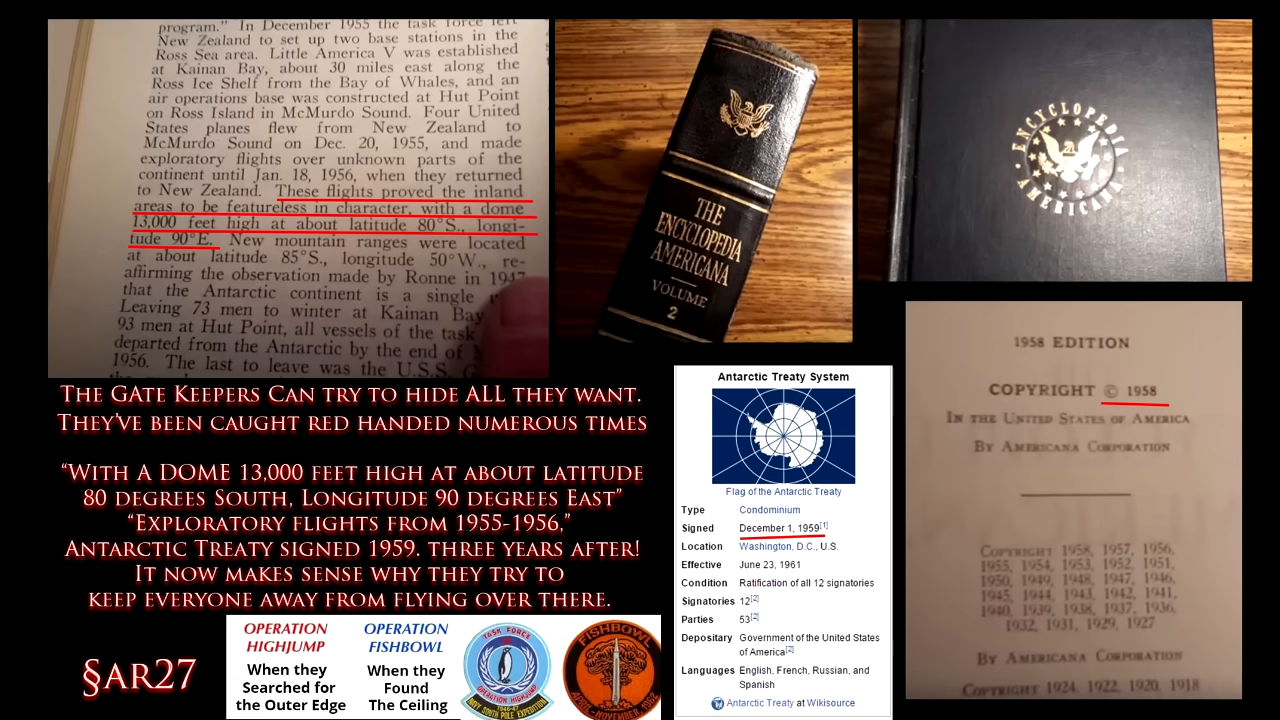 program." In December 1955 the task force left
New Zealand to set up two base stations in the
Ross Sea area. Little America V was established
at Kainan Bay, about 30 miles east along the
Ross Ice Shelf from the Bay of Whales, and an
air operations base was constructed at Hut Point
on Ross Island in McMurdo Sound. Four United
States planes flew from New Zealand to
McMurdo Sound on Dec. 20, 1955, and made
exploratory flights over unknown parts of the
continent until Jan. 18, 1956, when they returned
to New Zealand. These flights proved the inland
areas to be featureless in character, with a dome
13,000 feet high at about latitude 80°S., longi-
tude 90°E. New mountain ranges were located
at about latitude 85°S., longitude 50°W., re-
affirming the observation made by Ronne in 1947
that the Antarctic continent is a single
Leaving 73 men to winter at Kainan Bay
93 men at Hut Point, all vessels of the task
departed from the Antarctic by the end of
1956. The last to leave was the U.S.S.
THE
ENCYCLOPEDIA
AMERICANA
VOLUME
2
ENCYCLOPEDIA
AMERICANA
1958 EDITION
COPYRIGHT © 1958
IN THE UNITED STATES OF AMERICA
BY AMERICANA CORPORATION
COPYRIGHT 1958, 1957, 1956,
1955, 1954, 1953, 1952, 1951,
1950, 1949, 1948, 1947, 1946,
1945, 1944, 1943, 1942, 1941,
1940, 1939, 1938, 1937, 1936,
1932, 1931, 1929, 1927
BY AMERICANA CORPORATION
COPYRIGHT 1924, 1922, 1920, 1918
THE GATE KEEPERS CAN TRY TO HIDE ALL THEY WANT.
THEY'VE BEEN CAUGHT RED HANDED NUMEROUS TIMES
"WITH A DOME 13,000 FEET HIGH AT ABOUT LATITUDE
80 DEGREES SOUTH, LONGITUDE 90 DEGREES EAST"
"EXPLORATORY FLIGHTS FROM 1955-1956,"
ANTARCTIC TREATY SIGNED 1959. THREE YEARS AFTER!
IT NOW MAKES SENSE WHY THEY TRY TO
KEEP EVERYONE AWAY FROM FLYING OVER THERE.
§AR27
OPERATION
HIGHJUMP
When they
Searched for
the Outer Edge
OPERATION
FISHBOWL
When they
Found
The Ceiling
TASK FORCE
68
OPERATION HIGHJUMP
1946-47
NAVY SOUTH POLE EXPEDITION
FISHBOWL
Antarctic Treaty System
Flag of the Antarctic Treaty
Type Condominium
Signed December 1, 1959[1]
Location Washington, D.C., U.S.
Effective June 23, 1961
Condition Ratification of all 12 signatories
Signatories 12[2]
Parties 53[2]
Depositary Government of the United States
of America[2]
Languages English, French, Russian, and
Spanish
Antarctic Treaty at Wikisource